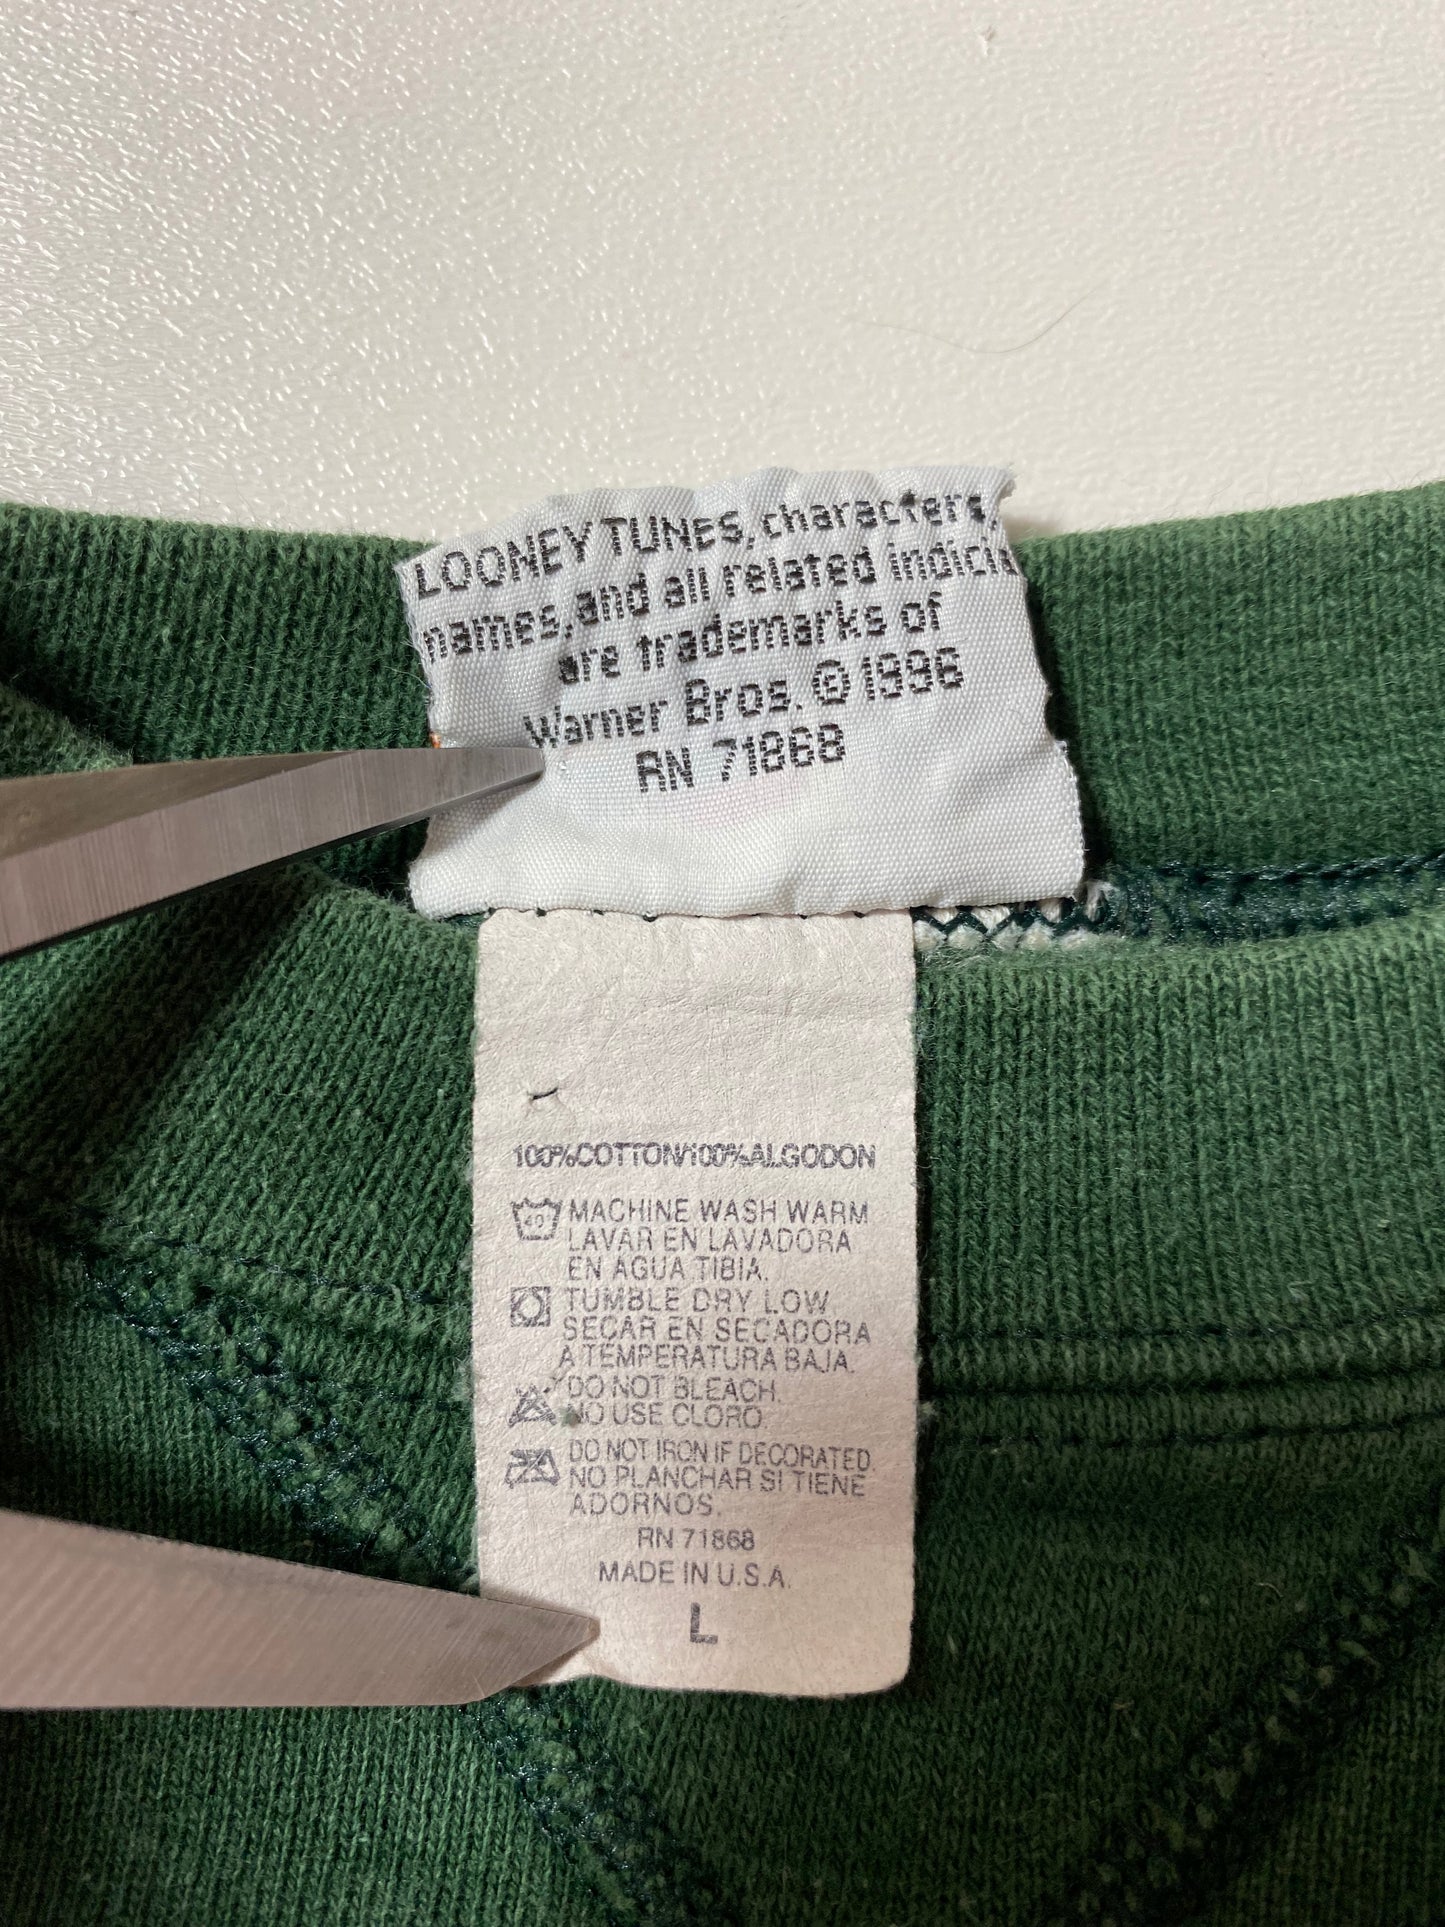 LOONEY TUNES, characters,
names, and all related indicia
are trademarks of
Warner Bros. © 1996
RN 71868
100%COTTON/100%ALGODON
40
MACHINE WASH WARM
LAVAR EN LAVADORA
EN AGUA TIBIA.
TUMBLE DRY LOW
SECAR EN SECADORA
A TEMPERATURA BAJA.
DO NOT BLEACH.
NO USE CLORO.
DO NOT IRON IF DECORATED
NO PLANCHAR SI TIENE
ADORNOS.
RN 71868
MADE IN U.S.A.
L